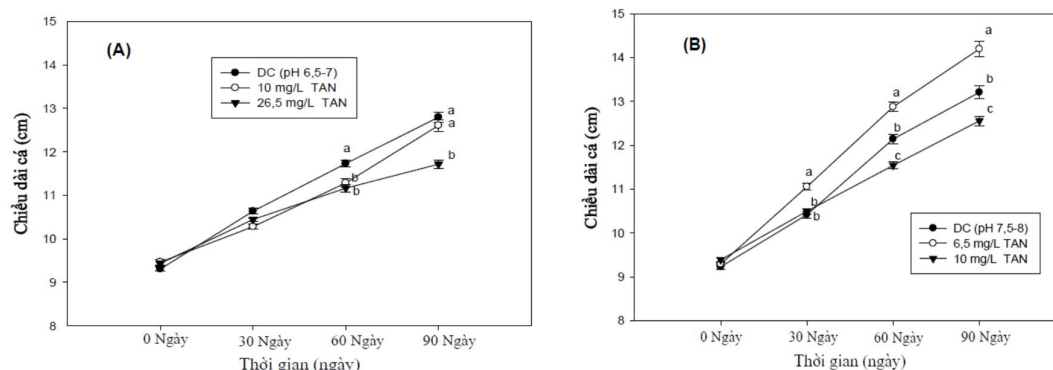 (A)
15
14
13
12
11
10
9
8
Chiều dài cá (cm)
DC (pH 6,5-7)
10 mg/L TAN
26,5 mg/L TAN
a
b
b
a
a
b
0 Ngày
30 Ngày
60 Ngày
90 Ngày
Thời gian (ngày)
(B)
15
14
13
12
11
10
9
8
Chiều dài cá (cm)
a
b
b
a
b
c
a
b
c
DC (pH 7,5-8)
6,5 mg/L TAN
10 mg/L TAN
0 Ngày
30 Ngày
60 Ngày
90 Ngày
Thời gian (ngày)